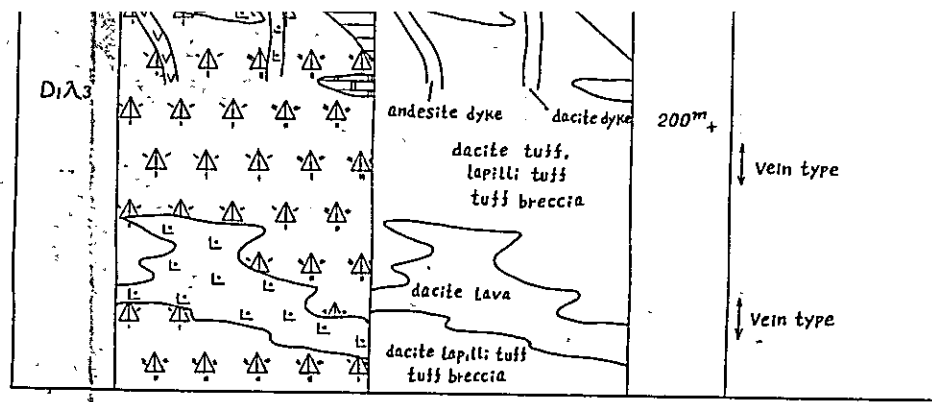 D₁λ₃
andesite dyke
dacite dyke
200ᵐ+
dacite tuff,
lapilli tuff
tuff breccia
Vein type
dacite lava
Vein type
dacite lapilli tuff
tuff breccia